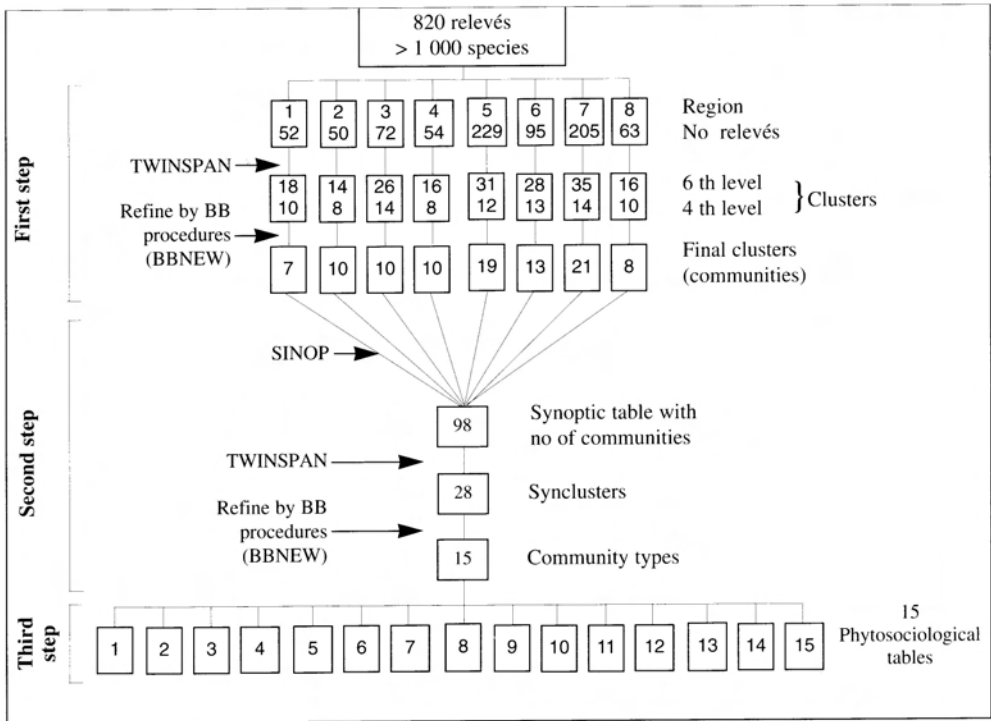 820 relevés
> 1 000 species
1 2 3 4 5 6 7 8 Region
52 50 72 54 229 95 205 63 No relevés
TWINSPAN
18 14 26 16 31 28 35 16 6 th level
10 8 14 8 12 13 14 10 4 th level
} Clusters
Refine by BB
procedures
(BBNEW)
7 10 10 10 19 13 21 8
Final clusters
(communities)
First step
SINOP
98
Synoptic table with
no of communities
TWINSPAN
28 Synclusters
Refine by BB
procedures
(BBNEW)
15 Community types
Second step
Third
step
1 2 3 4 5 6 7 8 9 10 11 12 13 14 15
15
Phytosociological
tables